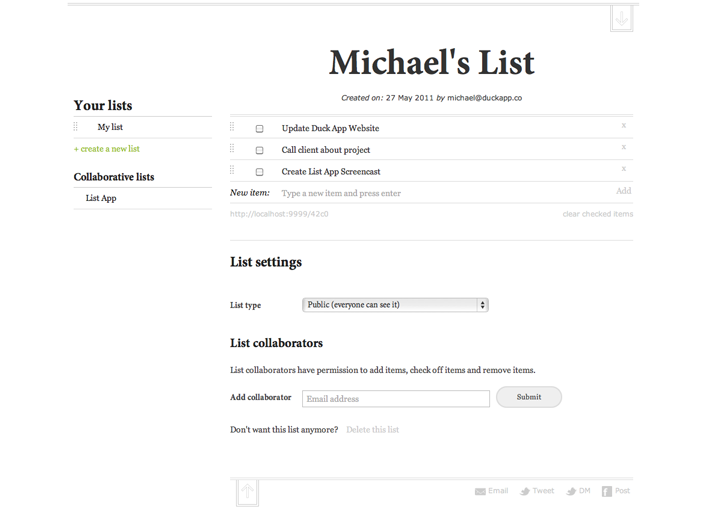 Michael's List
Created on: 27 May 2011 by michael@duckapp.co
Your lists
My list
+ create a new list
Collaborative lists
List App
Update Duck App Website x
Call client about project x
Create List App Screencast x
New item: Type a new item and press enter Add
http://localhost:9999/42c0 clear checked items
List settings
List type Public (everyone can see it)
List collaborators
List collaborators have permission to add items, check off items and remove items.
Add collaborator Email address Submit
Don't want this list anymore? Delete this list
Email Tweet DM Post